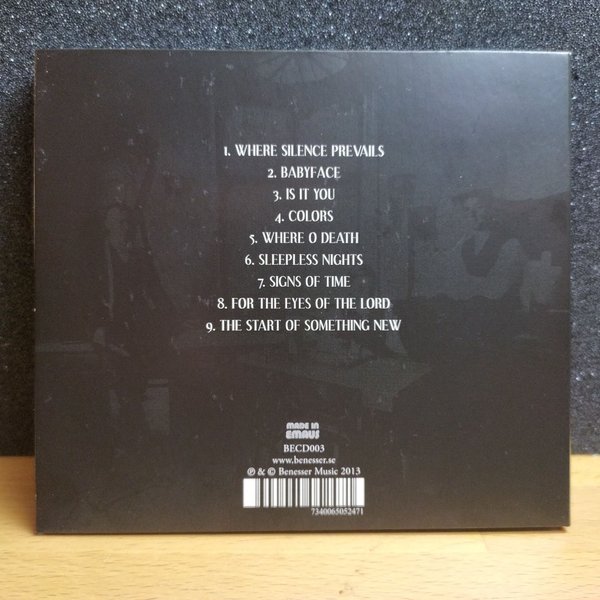 1. WHERE SILENCE PREVAILS
2. BABYFACE
3. IS IT YOU
4. COLORS
5. WHERE O DEATH
6. SLEEPLESS NIGHTS
7. SIGNS OF TIME
8. FOR THE EYES OF THE LORD
9. THE START OF SOMETHING NEW
MADE IN
EMAUS
BECD003
www.benesser.se
℗ & © Benesser Music 2013
7340065052471